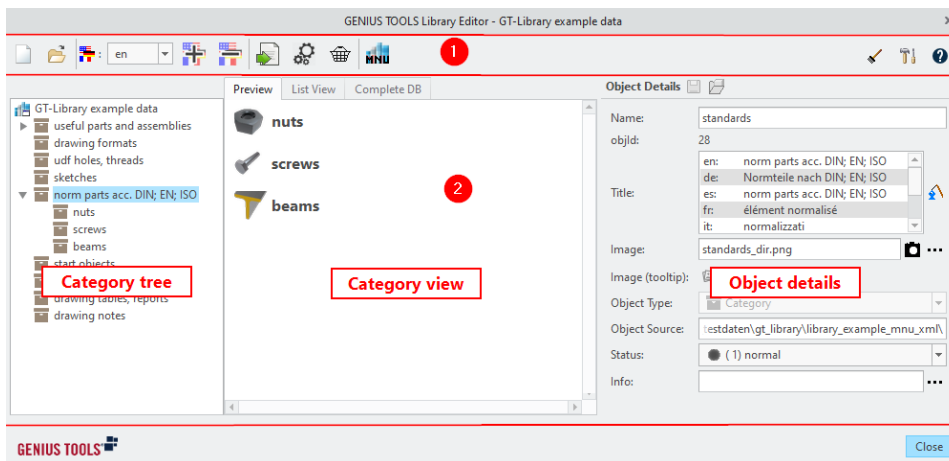 GENIUS TOOLS Library Editor - GT-Library example data
: en
MNU
1
GT-Library example data
useful parts and assemblies
drawing formats
udf holes, threads
sketches
norm parts acc. DIN; EN; ISO
nuts
screws
beams
start objects
drawing tables, reports
drawing notes
Category tree
Preview List View Complete DB
nuts
screws
2
beams
Category view
Object Details
Name: standards
objId: 28
Title:
en: norm parts acc. DIN; EN; ISO
de: Normteile nach DIN; EN; ISO
es: norm parts acc. DIN; EN; ISO
fr: élément normalisé
it: normalizzati
Image: standards_dir.png
Image (tooltip):
Object details
Object Type: Category
Object Source: testdaten\gt_library\library_example_mnu_xml\
Status: ( 1) normal
Info:
GENIUS TOOLS
Close